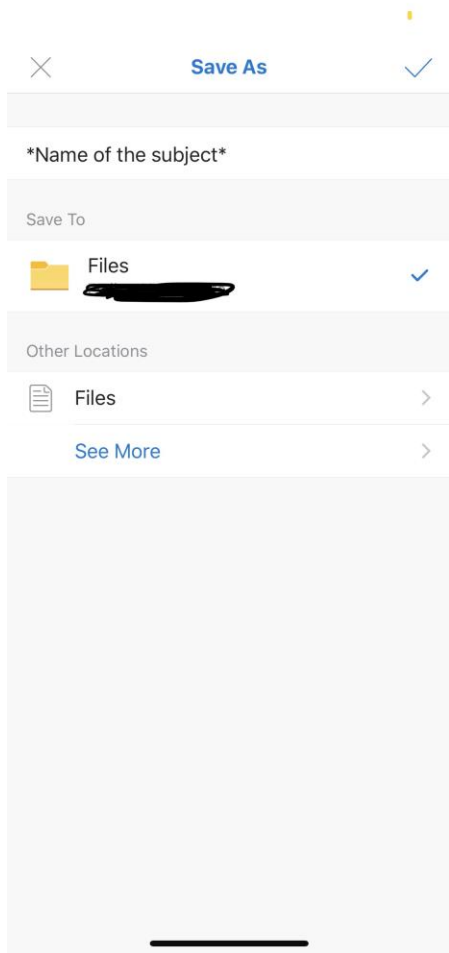 Save As
*Name of the subject*
Save To
Files
Other Locations
Files
See More